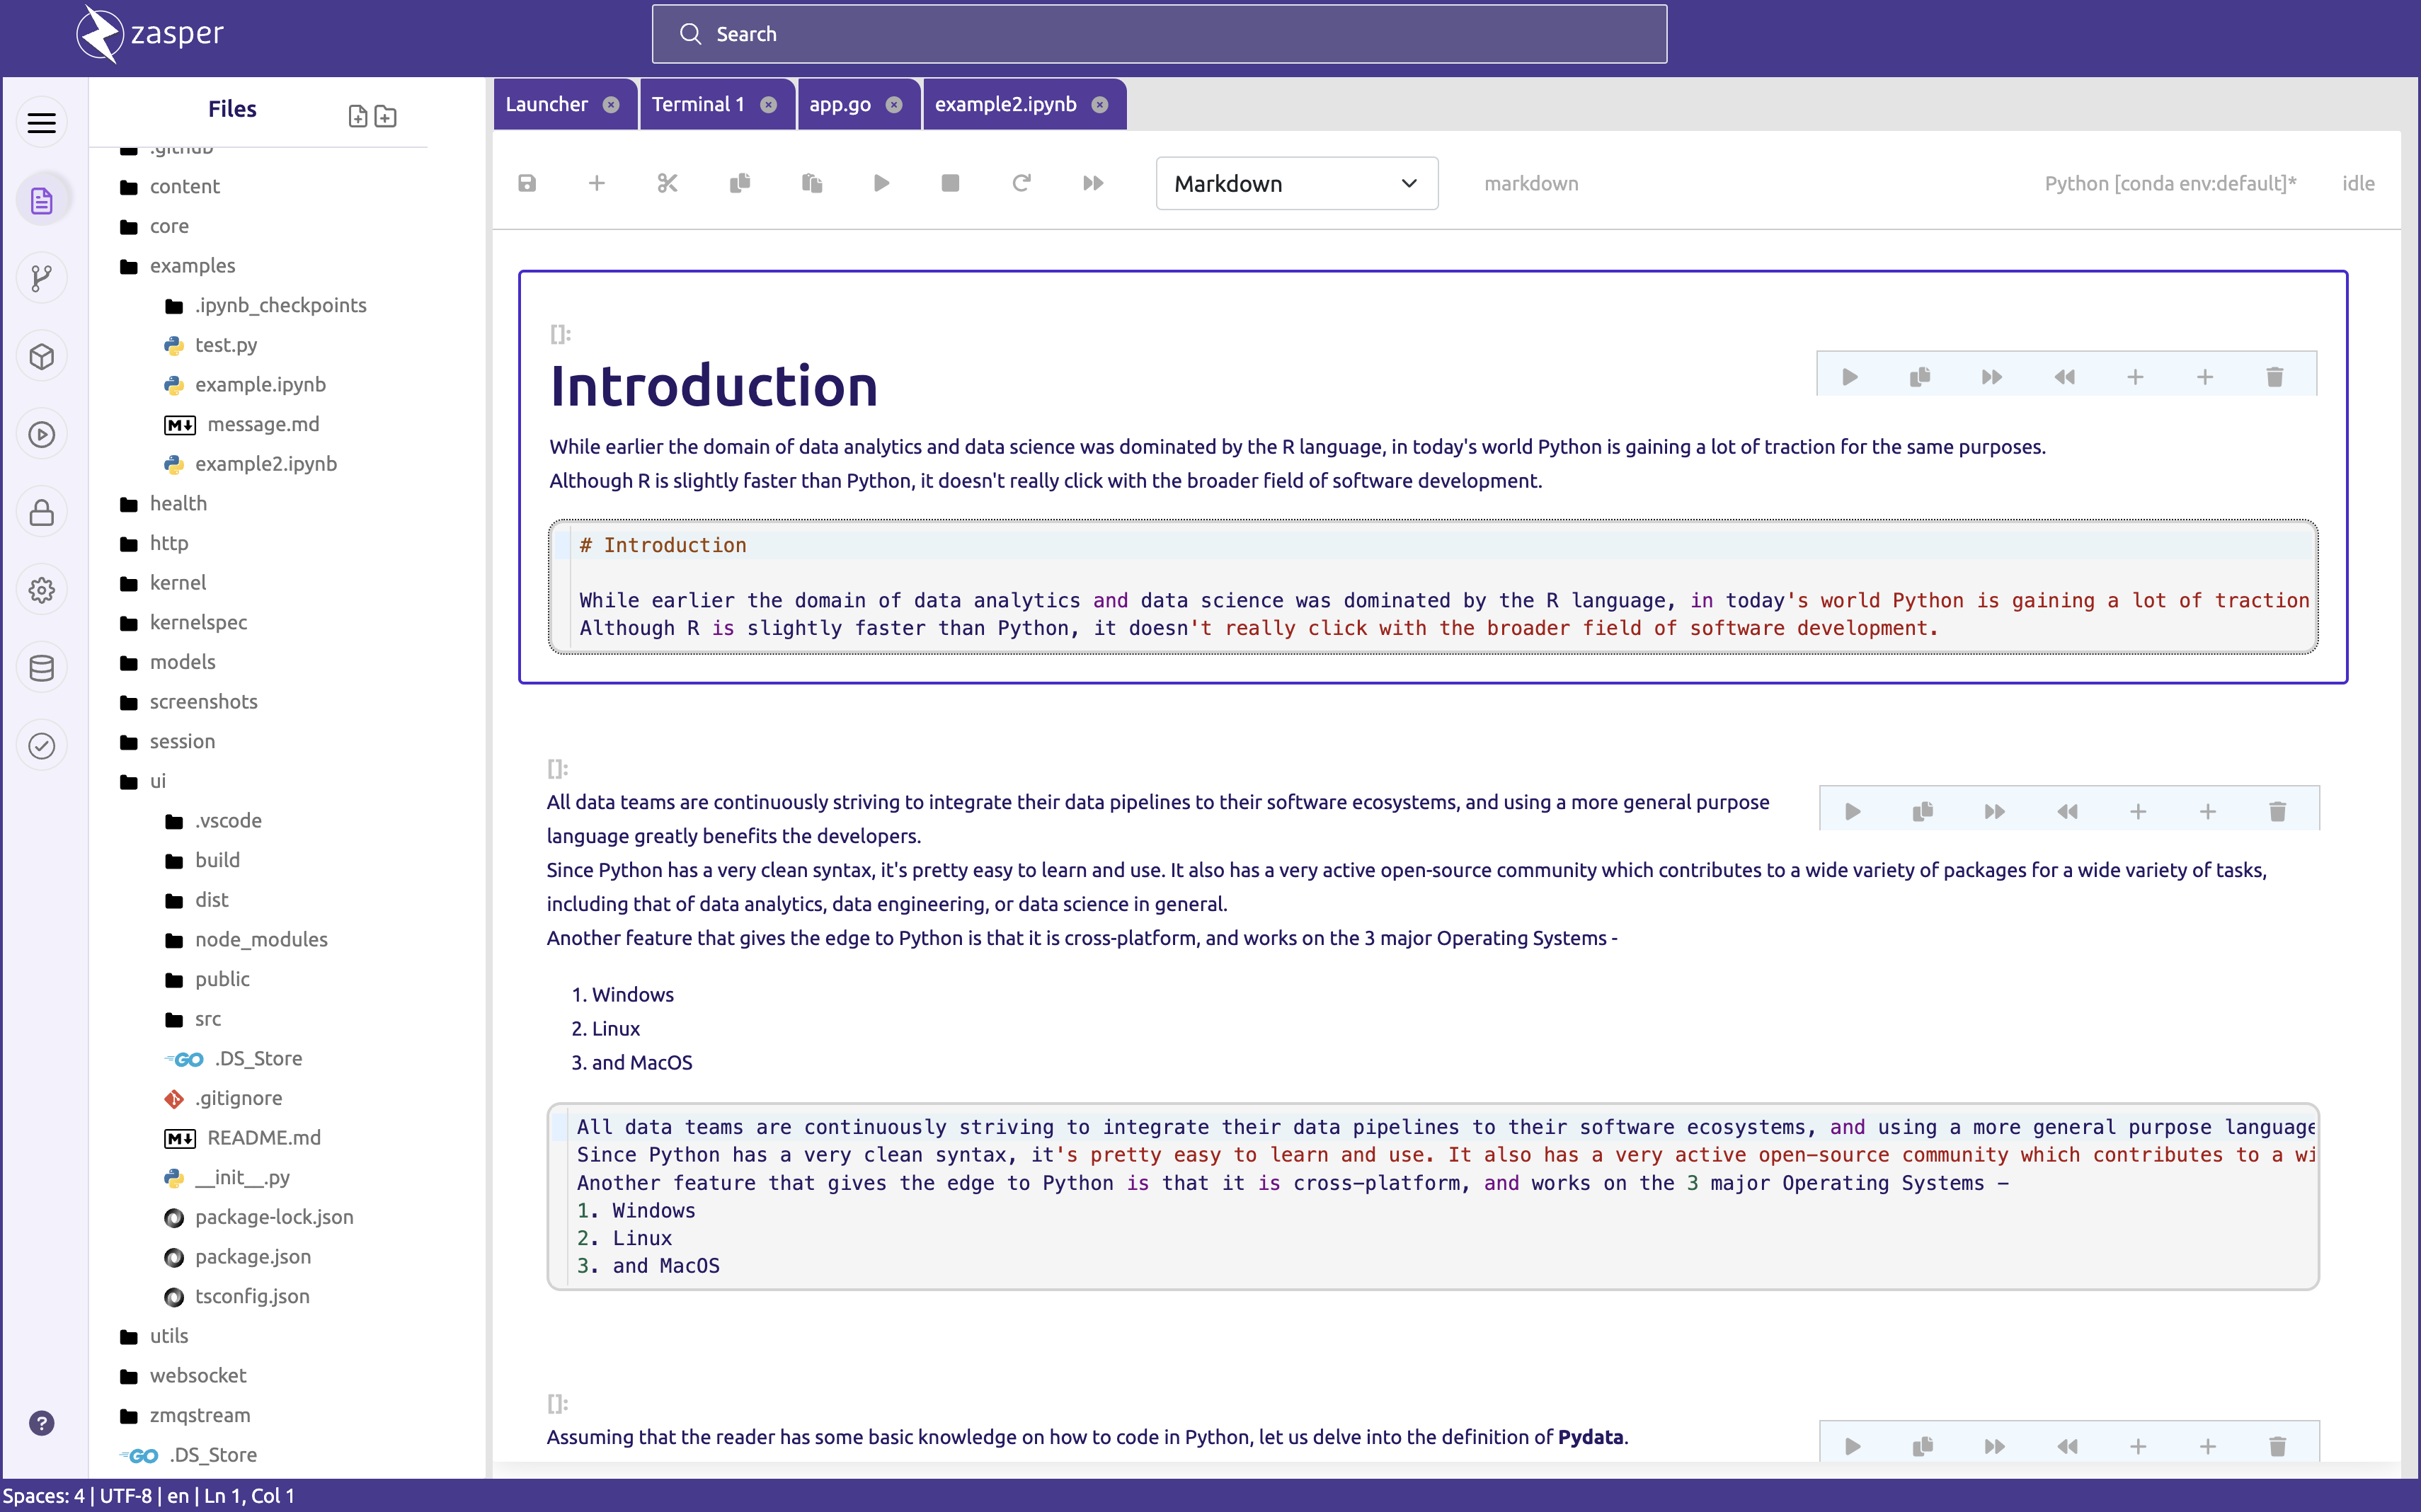 zasper
Search
Files
.github
content
core
examples
.ipynb_checkpoints
test.py
example.ipynb
M↓ message.md
example2.ipynb
health
http
kernel
kernelspec
models
screenshots
session
ui
.vscode
build
dist
node_modules
public
src
GO .DS_Store
.gitignore
M↓ README.md
__init__.py
package-lock.json
package.json
tsconfig.json
utils
websocket
zmqstream
GO .DS_Store
?
Launcher
Terminal 1
app.go
example2.ipynb
Markdown
markdown
Python [conda env:default]*
idle
[]:
Introduction
While earlier the domain of data analytics and data science was dominated by the R language, in today's world Python is gaining a lot of traction for the same purposes.
Although R is slightly faster than Python, it doesn't really click with the broader field of software development.
# Introduction
While earlier the domain of data analytics and data science was dominated by the R language, in today's world Python is gaining a lot of traction
Although R is slightly faster than Python, it doesn't really click with the broader field of software development.
[]:
All data teams are continuously striving to integrate their data pipelines to their software ecosystems, and using a more general purpose
language greatly benefits the developers.
Since Python has a very clean syntax, it's pretty easy to learn and use. It also has a very active open-source community which contributes to a wide variety of packages for a wide variety of tasks,
including that of data analytics, data engineering, or data science in general.
Another feature that gives the edge to Python is that it is cross-platform, and works on the 3 major Operating Systems -
1. Windows
2. Linux
3. and MacOS
All data teams are continuously striving to integrate their data pipelines to their software ecosystems, and using a more general purpose language
Since Python has a very clean syntax, it's pretty easy to learn and use. It also has a very active open-source community which contributes to a wi
Another feature that gives the edge to Python is that it is cross-platform, and works on the 3 major Operating Systems -
1. Windows
2. Linux
3. and MacOS
[]:
Assuming that the reader has some basic knowledge on how to code in Python, let us delve into the definition of Pydata.
Spaces: 4 | UTF-8 | en | Ln 1, Col 1